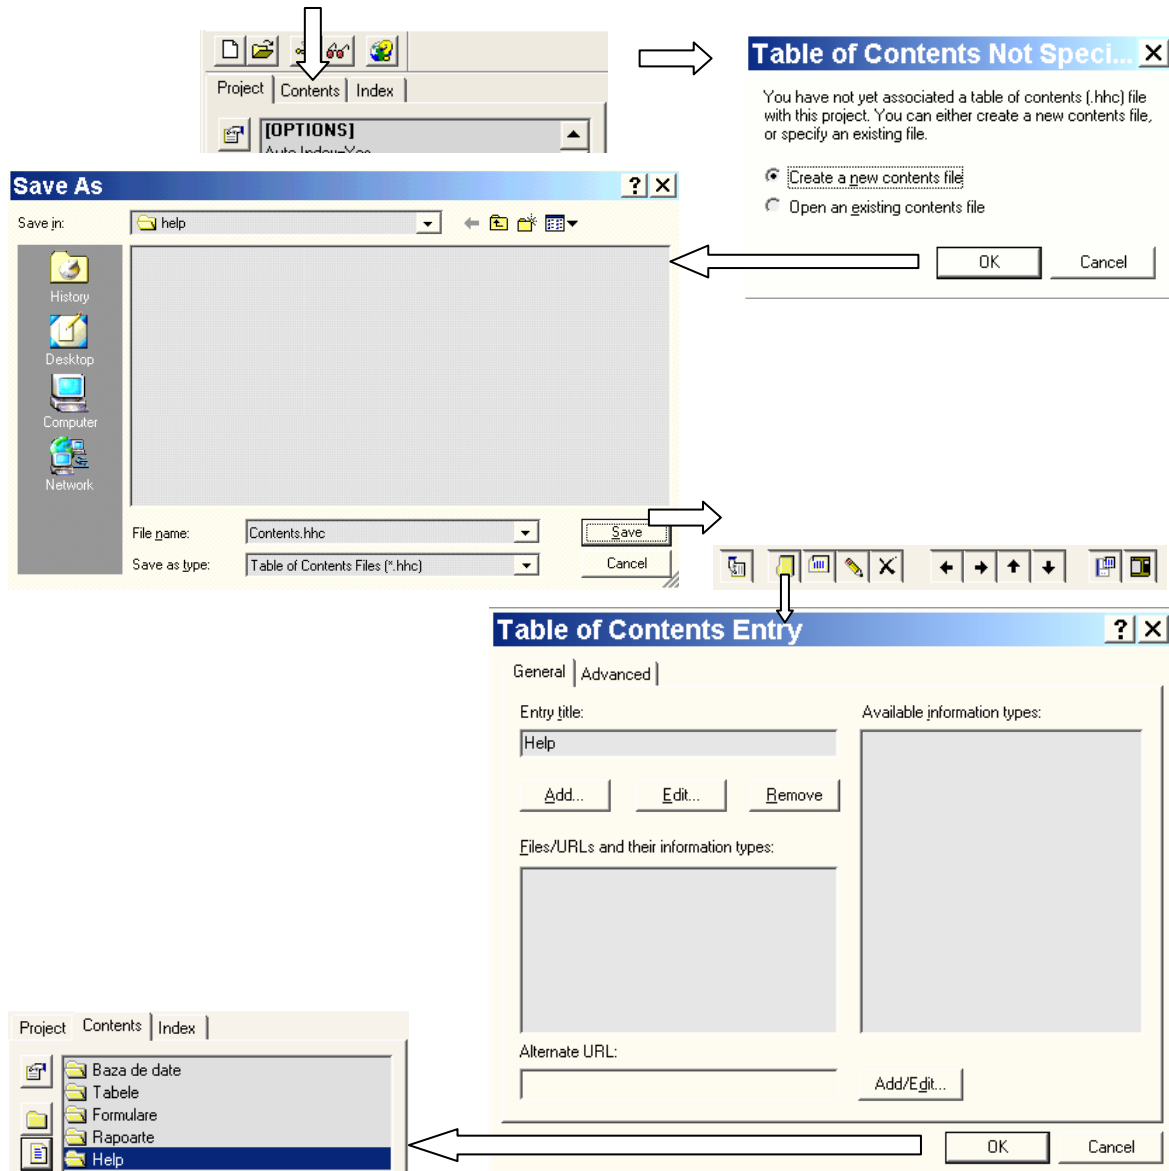 Project Contents Index
[OPTIONS]
Auto Index=Yes
Table of Contents Not Speci...
You have not yet associated a table of contents (.hhc) file
with this project. You can either create a new contents file,
or specify an existing file.
Create a new contents file
Open an existing contents file
OK Cancel
Save As
Save in: help
History
Desktop
Computer
Network
File name: Contents.hhc Save
Save as type: Table of Contents Files (*.hhc) Cancel
Table of Contents Entry
General Advanced
Entry title: Available information types:
Help
Add... Edit... Remove
Files/URLs and their information types:
Alternate URL:
Add/Edit...
OK Cancel
Project Contents Index
Baza de date
Tabele
Formulare
Rapoarte
Help